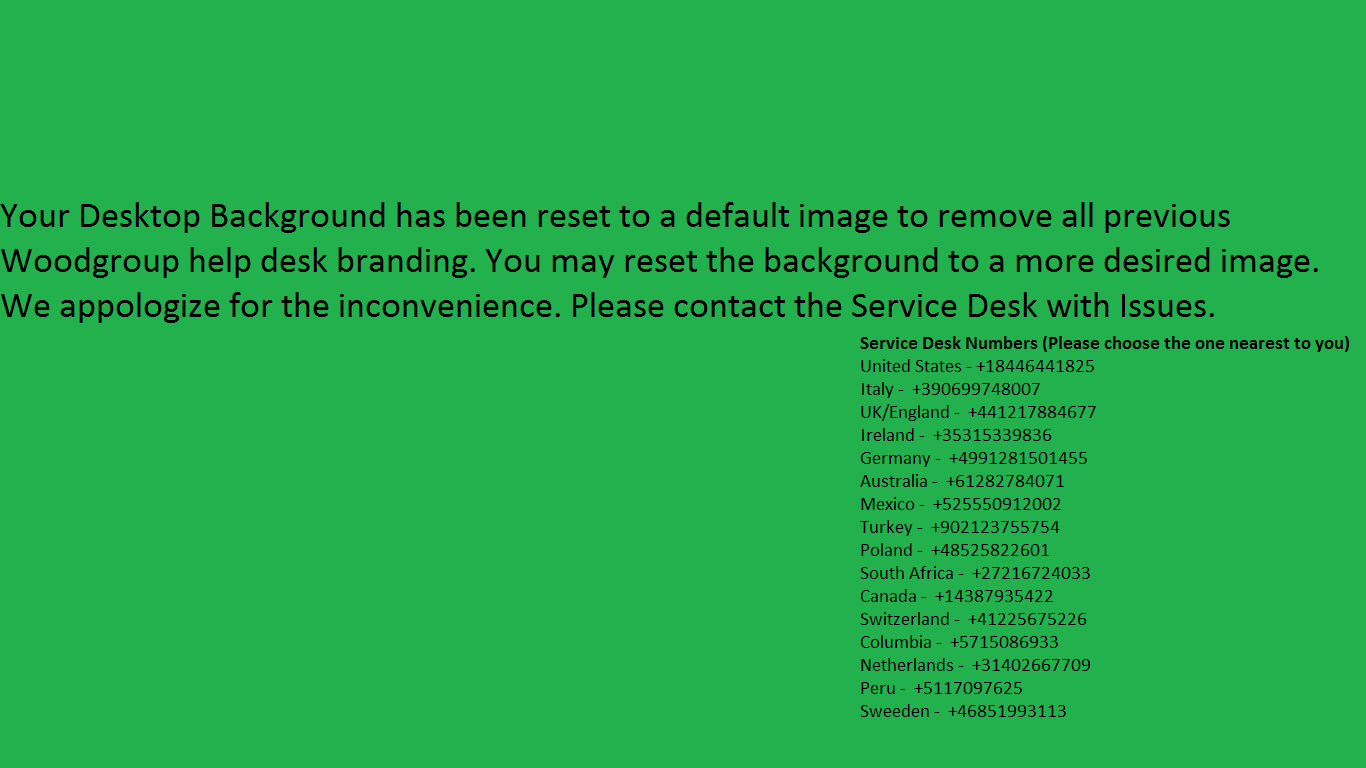 Your Desktop Background has been reset to a default image to remove all previous
Woodgroup help desk branding. You may reset the background to a more desired image.
We appologize for the inconvenience. Please contact the Service Desk with Issues.
Service Desk Numbers (Please choose the one nearest to you)
United States - +18446441825
Italy -  +390699748007
UK/England -  +441217884677
Ireland -  +35315339836
Germany -  +4991281501455
Australia -  +61282784071
Mexico -  +525550912002
Turkey -  +902123755754
Poland -  +48525822601
South Africa -  +27216724033
Canada -  +14387935422
Switzerland -  +41225675226
Columbia -  +5715086933
Netherlands -  +31402667709
Peru -  +5117097625
Sweeden -  +46851993113